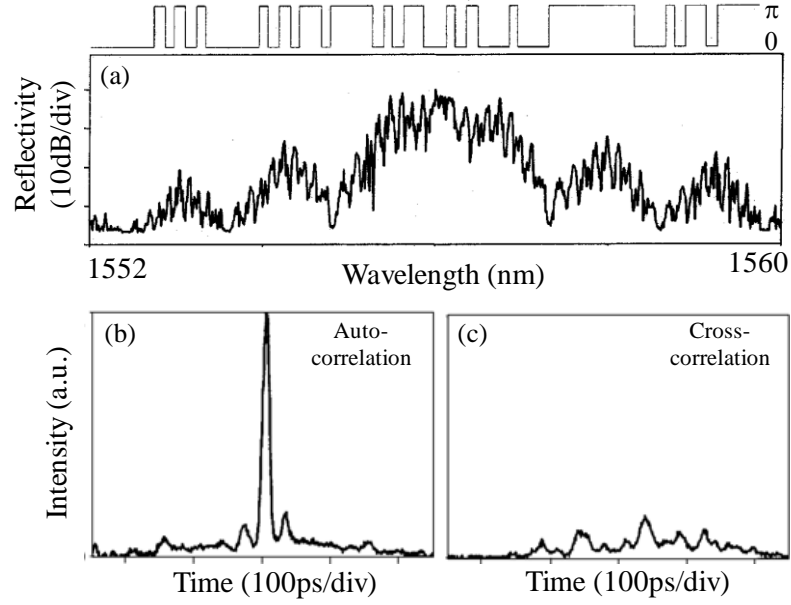 π
0
(a)
Reflectivity
(10dB/div)
1552
Wavelength (nm)
1560
(b)
Auto-
correlation
(c)
Cross-
correlation
Intensity (a.u.)
Time (100ps/div)
Time (100ps/div)